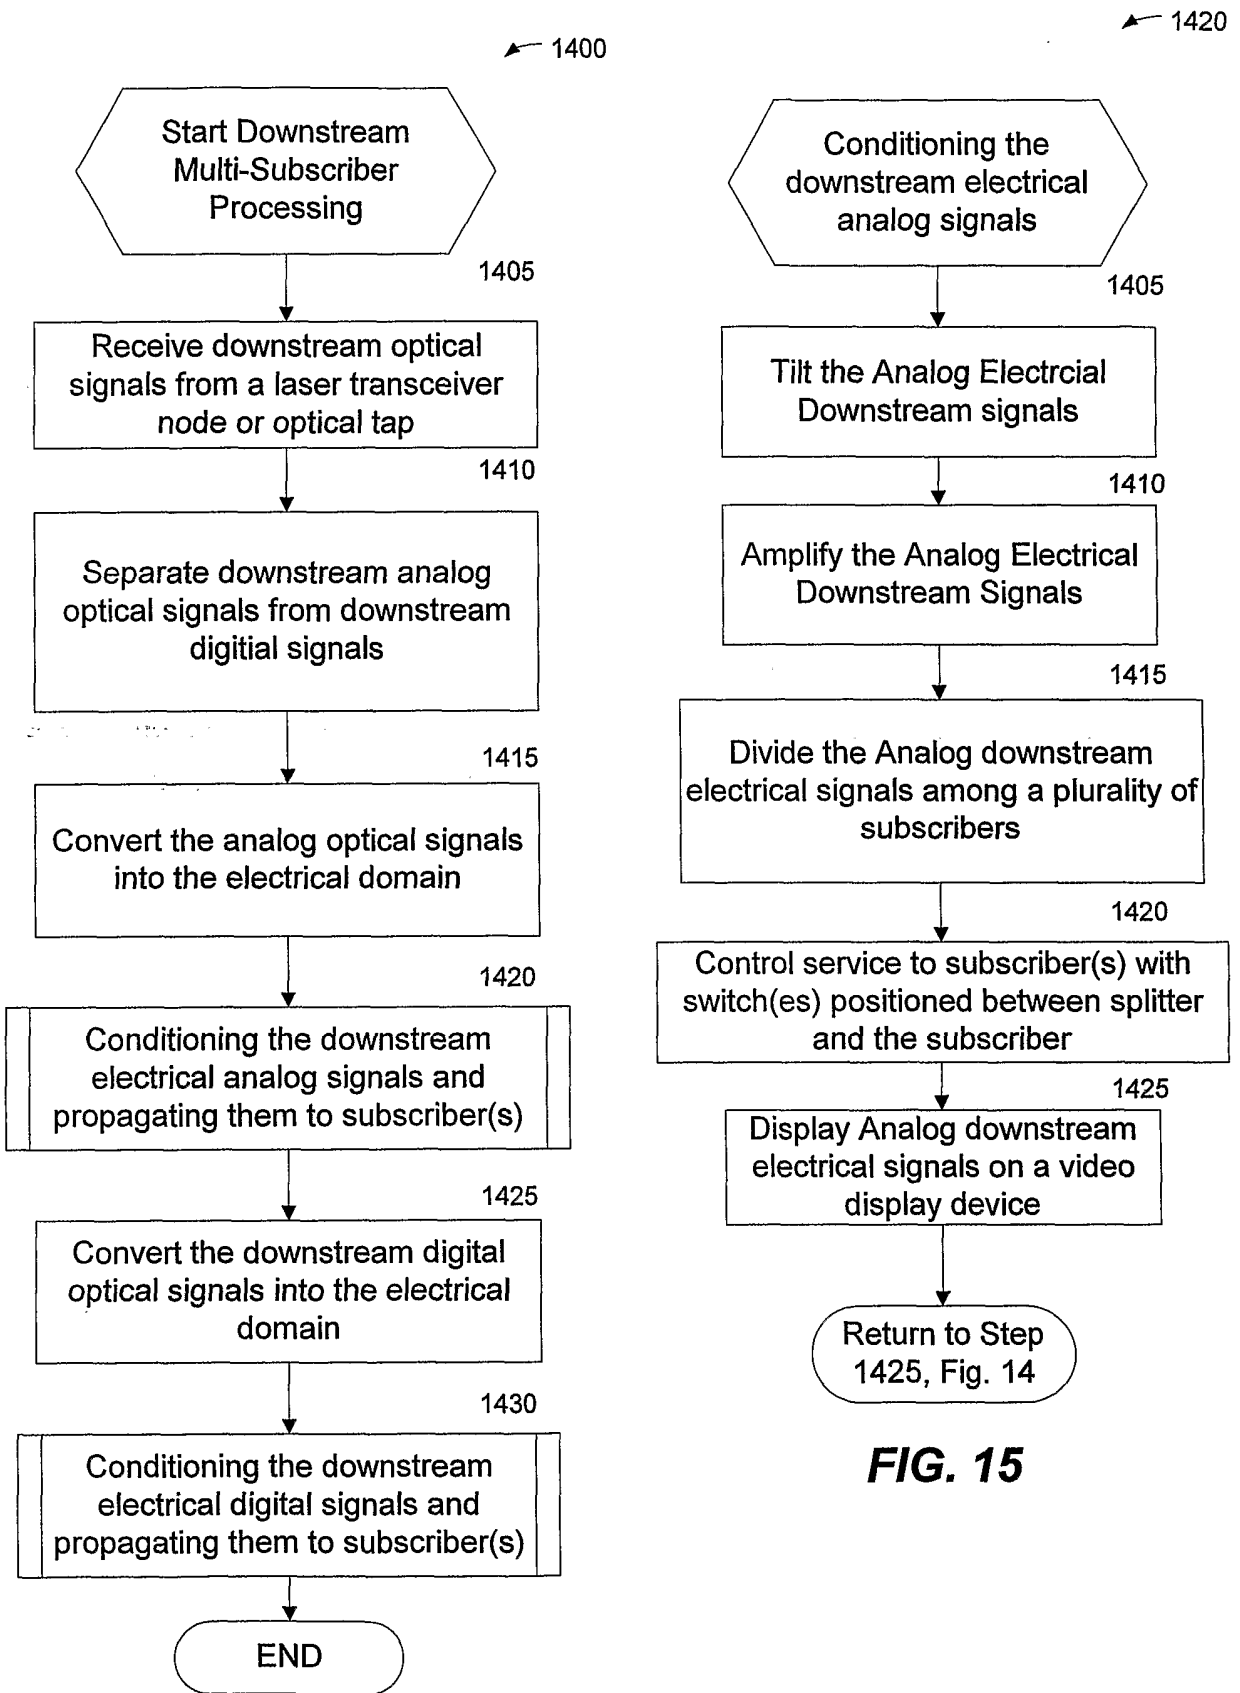 1400
Start Downstream
Multi-Subscriber
Processing
1405
Receive downstream optical
signals from a laser transceiver
node or optical tap
1410
Separate downstream analog
optical signals from downstream
digitial signals
1415
Convert the analog optical signals
into the electrical domain
1420
Conditioning the downstream
electrical analog signals and
propagating them to subscriber(s)
1425
Convert the downstream digital
optical signals into the electrical
domain
1430
Conditioning the downstream
electrical digital signals and
propagating them to subscriber(s)
END
1420
Conditioning the
downstream electrical
analog signals
1405
Tilt the Analog Electrcial
Downstream signals
1410
Amplify the Analog Electrical
Downstream Signals
1415
Divide the Analog downstream
electrical signals among a plurality of
subscribers
1420
Control service to subscriber(s) with
switch(es) positioned between splitter
and the subscriber
1425
Display Analog downstream
electrical signals on a video
display device
Return to Step
1425, Fig. 14
FIG. 15